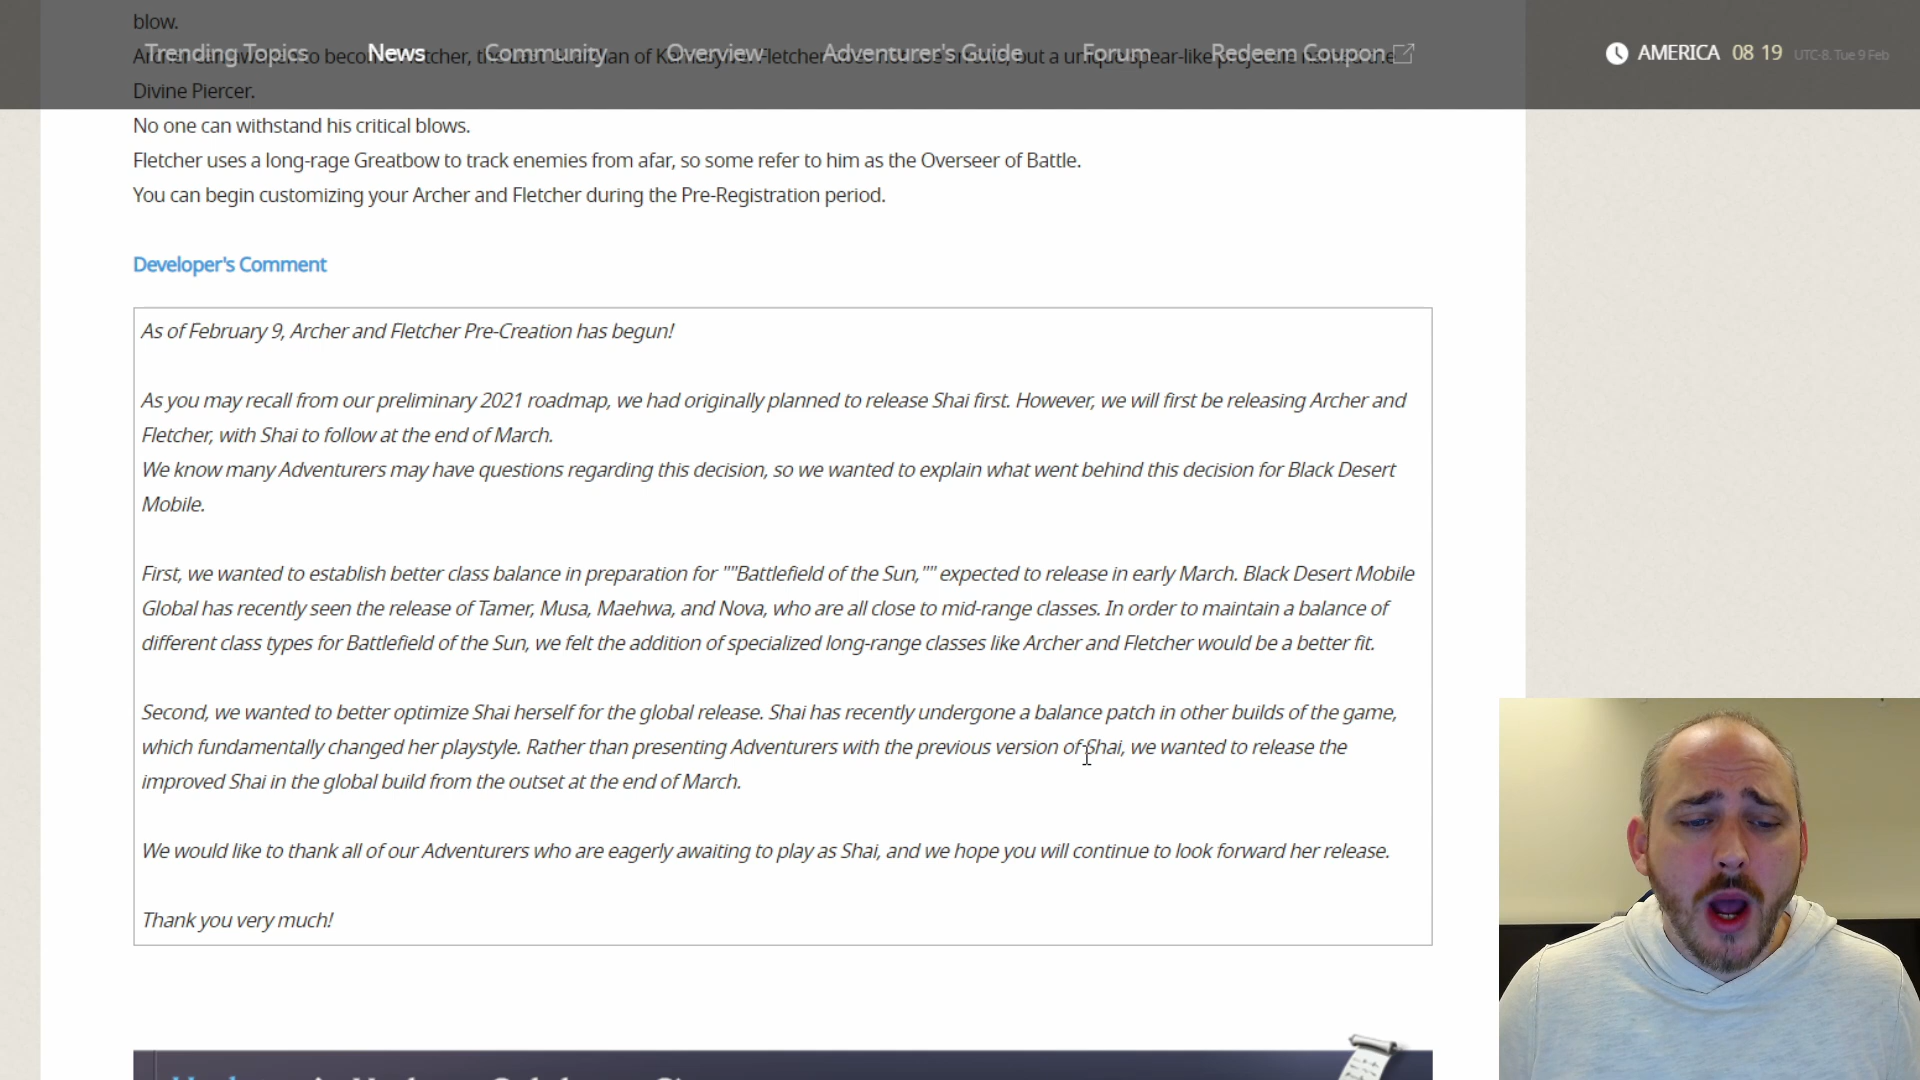 blow.
Trending Topics News Community Overview Adventurer's Guide Forum Redeem Coupon AMERICA 08 19 UTC-8. Tue 9 Feb
Archer can awaken to become Fletcher, the Last Guardian of but a unique spear-like projectile named the
Divine Piercer.
No one can withstand his critical blows.
Fletcher uses a long-rage Greatbow to track enemies from afar, so some refer to him as the Overseer of Battle.
You can begin customizing your Archer and Fletcher during the Pre-Registration period.
Developer's Comment
As of February 9, Archer and Fletcher Pre-Creation has begun!
As you may recall from our preliminary 2021 roadmap, we had originally planned to release Shai first. However, we will first be releasing Archer and
Fletcher, with Shai to follow at the end of March.
We know many Adventurers may have questions regarding this decision, so we wanted to explain what went behind this decision for Black Desert
Mobile.
First, we wanted to establish better class balance in preparation for ""Battlefield of the Sun,"" expected to release in early March. Black Desert Mobile
Global has recently seen the release of Tamer, Musa, Maehwa, and Nova, who are all close to mid-range classes. In order to maintain a balance of
different class types for Battlefield of the Sun, we felt the addition of specialized long-range classes like Archer and Fletcher would be a better fit.
Second, we wanted to better optimize Shai herself for the global release. Shai has recently undergone a balance patch in other builds of the game,
which fundamentally changed her playstyle. Rather than presenting Adventurers with the previous version of Shai, we wanted to release the
improved Shai in the global build from the outset at the end of March.
We would like to thank all of our Adventurers who are eagerly awaiting to play as Shai, and we hope you will continue to look forward her release.
Thank you very much!